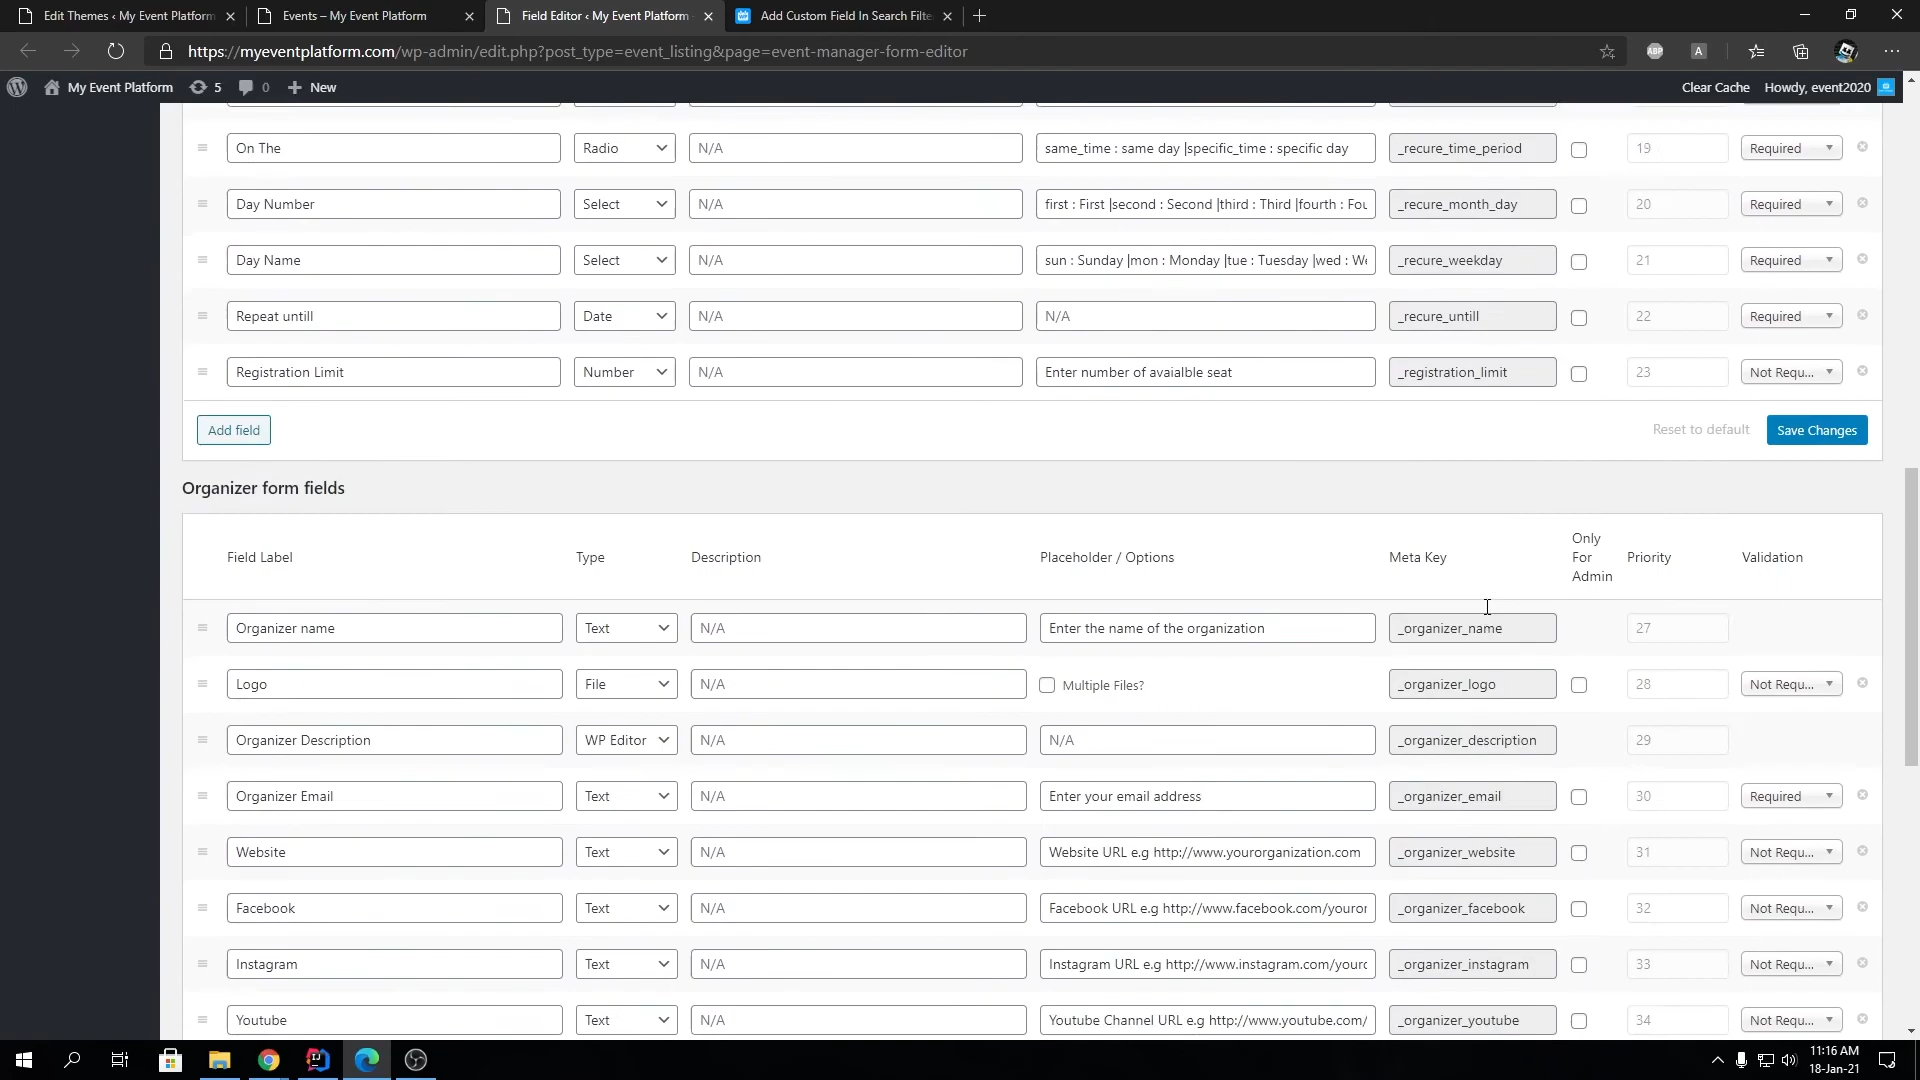 Edit Themes ‹ My Event Platform
Events – My Event Platform
Field Editor ‹ My Event Platform
Add Custom Field In Search Filte
https://myeventplatform.com/wp-admin/edit.php?post_type=event_listing&page=event-manager-form-editor
My Event Platform 5 0 New Clear Cache Howdy, event2020
On The Radio N/A same_time : same day |specific_time : specific day _recure_time_period 19 Required
Day Number Select N/A first : First |second : Second |third : Third |fourth : Fou _recure_month_day 20 Required
Day Name Select N/A sun : Sunday |mon : Monday |tue : Tuesday |wed : We _recure_weekday 21 Required
Repeat untill Date N/A N/A _recure_untill 22 Required
Registration Limit Number N/A Enter number of avaialble seat _registration_limit 23 Not Requ...
Add field Reset to default Save Changes
Organizer form fields
Field Label Type Description Placeholder / Options Meta Key Only For Admin Priority Validation
Organizer name Text N/A Enter the name of the organization _organizer_name 27
Logo File N/A Multiple Files? _organizer_logo 28 Not Requ...
Organizer Description WP Editor N/A N/A _organizer_description 29
Organizer Email Text N/A Enter your email address _organizer_email 30 Required
Website Text N/A Website URL e.g http://www.yourorganization.com _organizer_website 31 Not Requ...
Facebook Text N/A Facebook URL e.g http://www.facebook.com/youror _organizer_facebook 32 Not Requ...
Instagram Text N/A Instagram URL e.g http://www.instagram.com/yourc _organizer_instagram 33 Not Requ...
Youtube Text N/A Youtube Channel URL e.g http://www.youtube.com/ _organizer_youtube 34 Not Requ...
11:16 AM
18-Jan-21